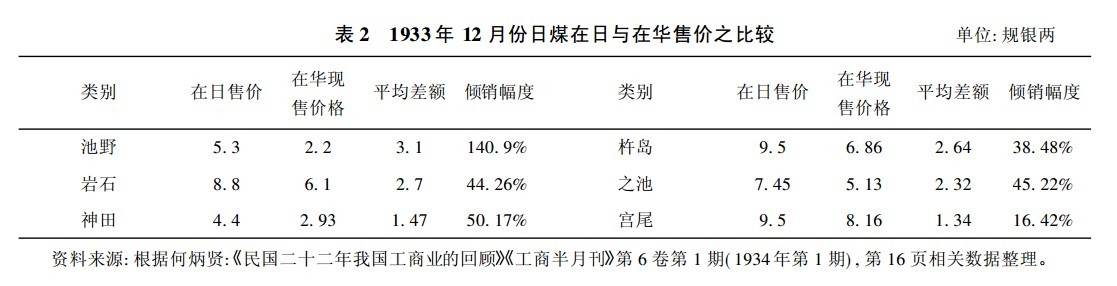 表 2 1933 年 12 月份日煤在日与在华售价之比较 单位: 规银两
类别 在日售价 在华现售价格 平均差额 倾销幅度 类别 在日售价 在华现售价格 平均差额 倾销幅度
池野 5. 3 2. 2 3. 1 140. 9% 杵岛 9. 5 6. 86 2. 64 38. 48%
岩石 8. 8 6. 1 2. 7 44. 26% 之池 7. 45 5. 13 2. 32 45. 22%
神田 4. 4 2. 93 1. 47 50. 17% 宫尾 9. 5 8. 16 1. 34 16. 42%
资料来源: 根据何炳贤:《民国二十二年我国工商业的回顾》《工商半月刊》第 6 卷第 1 期( 1934 年第 1 期) , 第 16 页相关数据整理。